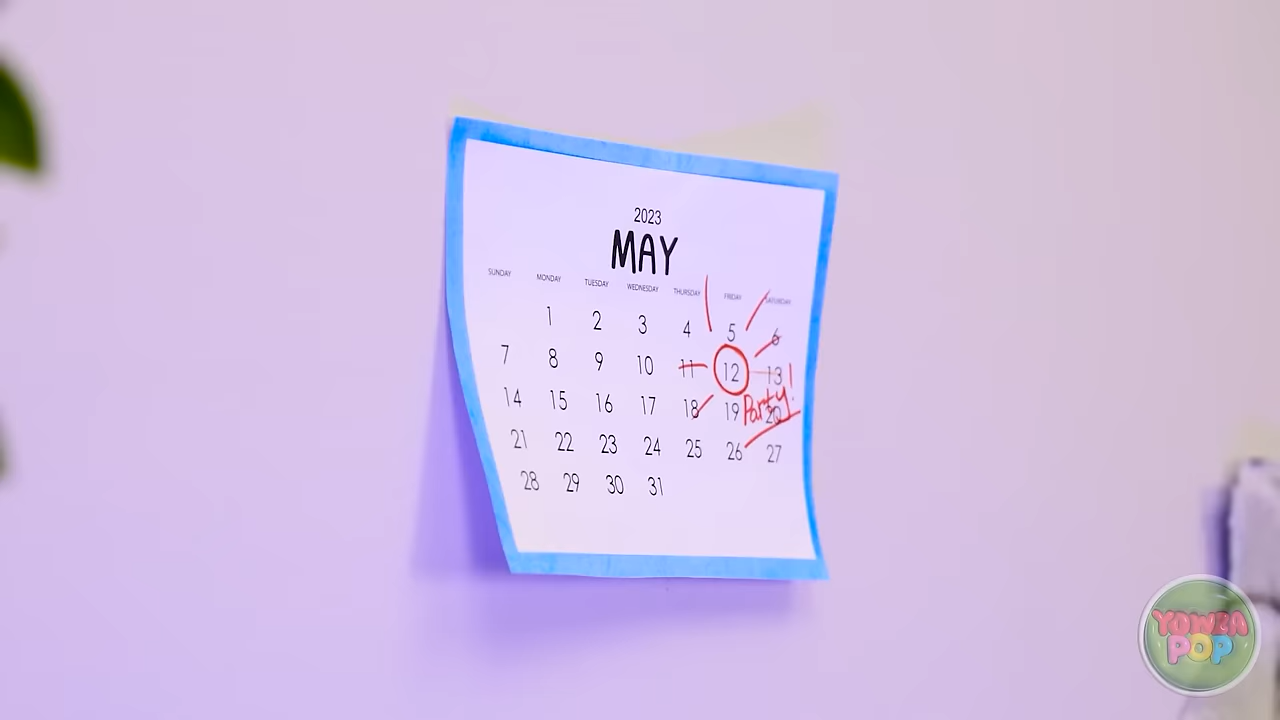 2023
MAY
SUNDAY MONDAY TUESDAY WEDNESDAY THURSDAY FRIDAY SATURDAY
1 2 3 4 5 6
7 8 9 10 11 12 13
14 15 16 17 18 19 20
Party!
21 22 23 24 25 26 27
28 29 30 31
YOWZA
POP